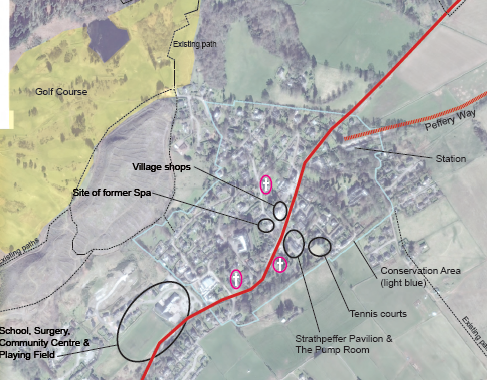 Existing path
Golf Course
Peffery Way
Station
Village shops
Site of former Spa
Existing paths
Conservation Area
(light blue)
Tennis courts
Existing pa
School, Surgery,
Community Centre &
Playing Field
Strathpeffer Pavilion &
The Pump Room